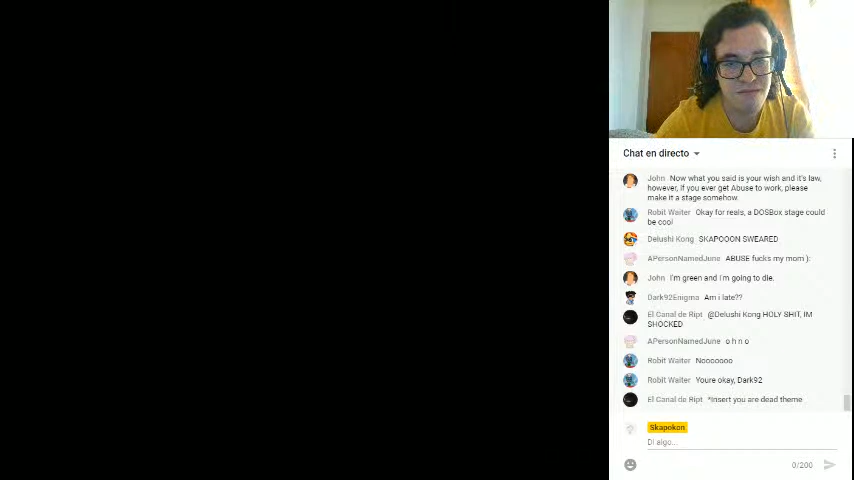 Chat en directo
John Now what you said is your wish and it's law,
however, if you ever get Abuse to work, please
make it a stage somehow.
Robit Waiter Okay for reals, a DOSBox stage could
be cool
Delushi Kong SKAPOOON SWEARED
APersonNamedJune ABUSE fucks my mom ):
John I'm green and i'm going to die.
Dark92Enigma Am i late??
El Canal de Ript @Delushi Kong HOLY SHIT, IM
SHOCKED
APersonNamedJune o h n o
Robit Waiter Nooooooo
Robit Waiter Youre okay, Dark92
El Canal de Ript *Insert you are dead theme
Skapokon
Di algo...
0/200